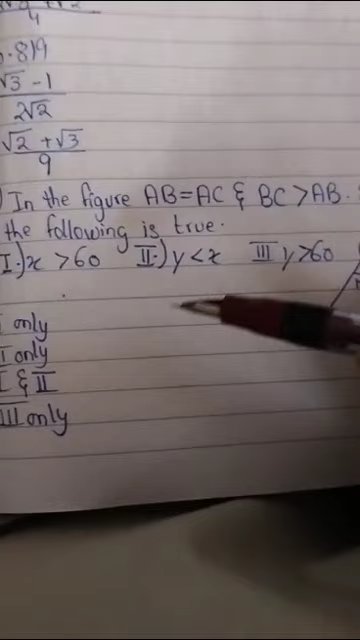 4
.819
√3 - 1
2√2
√2 + √3
9
In the figure AB=AC & BC >AB.
the following is true.
I.) x >60 II.) y < x III y>60
I only
I only
I & II
III only